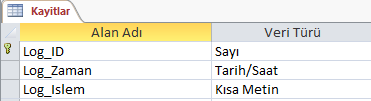 Kayitlar
Alan Adı Veri Türü
Log_ID Sayı
Log_Zaman Tarih/Saat
Log_Islem Kısa Metin